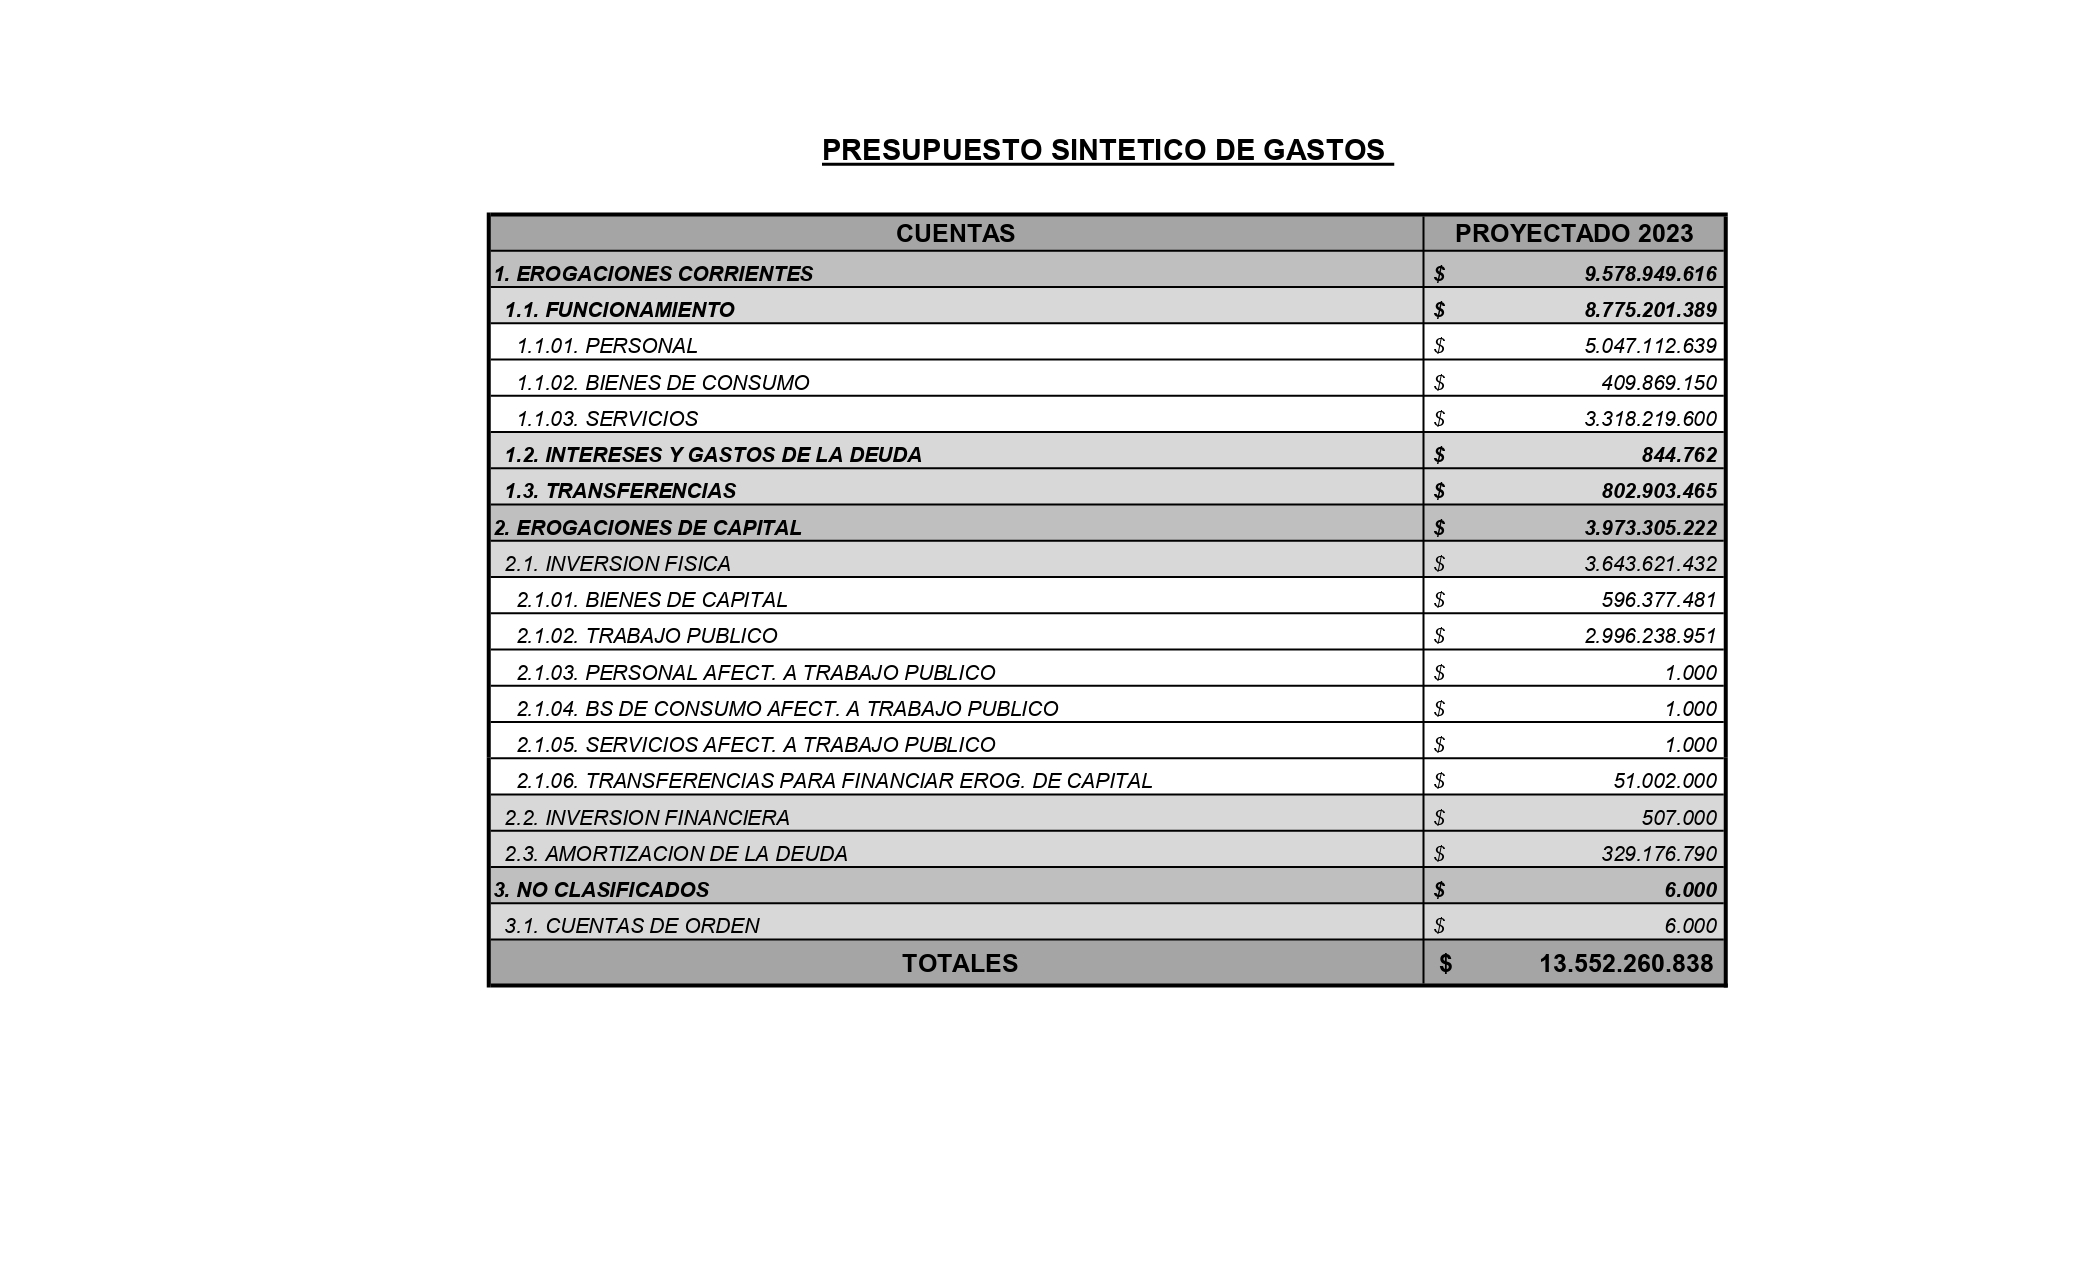 PRESUPUESTO SINTETICO DE GASTOS
CUENTAS PROYECTADO 2023
1. EROGACIONES CORRIENTES $ 9.578.949.616
1.1. FUNCIONAMIENTO $ 8.775.201.389
1.1.01. PERSONAL $ 5.047.112.639
1.1.02. BIENES DE CONSUMO $ 409.869.150
1.1.03. SERVICIOS $ 3.318.219.600
1.2. INTERESES Y GASTOS DE LA DEUDA $ 844.762
1.3. TRANSFERENCIAS $ 802.903.465
2. EROGACIONES DE CAPITAL $ 3.973.305.222
2.1. INVERSION FISICA $ 3.643.621.432
2.1.01. BIENES DE CAPITAL $ 596.377.481
2.1.02. TRABAJO PUBLICO $ 2.996.238.951
2.1.03. PERSONAL AFECT. A TRABAJO PUBLICO $ 1.000
2.1.04. BS DE CONSUMO AFECT. A TRABAJO PUBLICO $ 1.000
2.1.05. SERVICIOS AFECT. A TRABAJO PUBLICO $ 1.000
2.1.06. TRANSFERENCIAS PARA FINANCIAR EROG. DE CAPITAL $ 51.002.000
2.2. INVERSION FINANCIERA $ 507.000
2.3. AMORTIZACION DE LA DEUDA $ 329.176.790
3. NO CLASIFICADOS $ 6.000
3.1. CUENTAS DE ORDEN $ 6.000
TOTALES $ 13.552.260.838